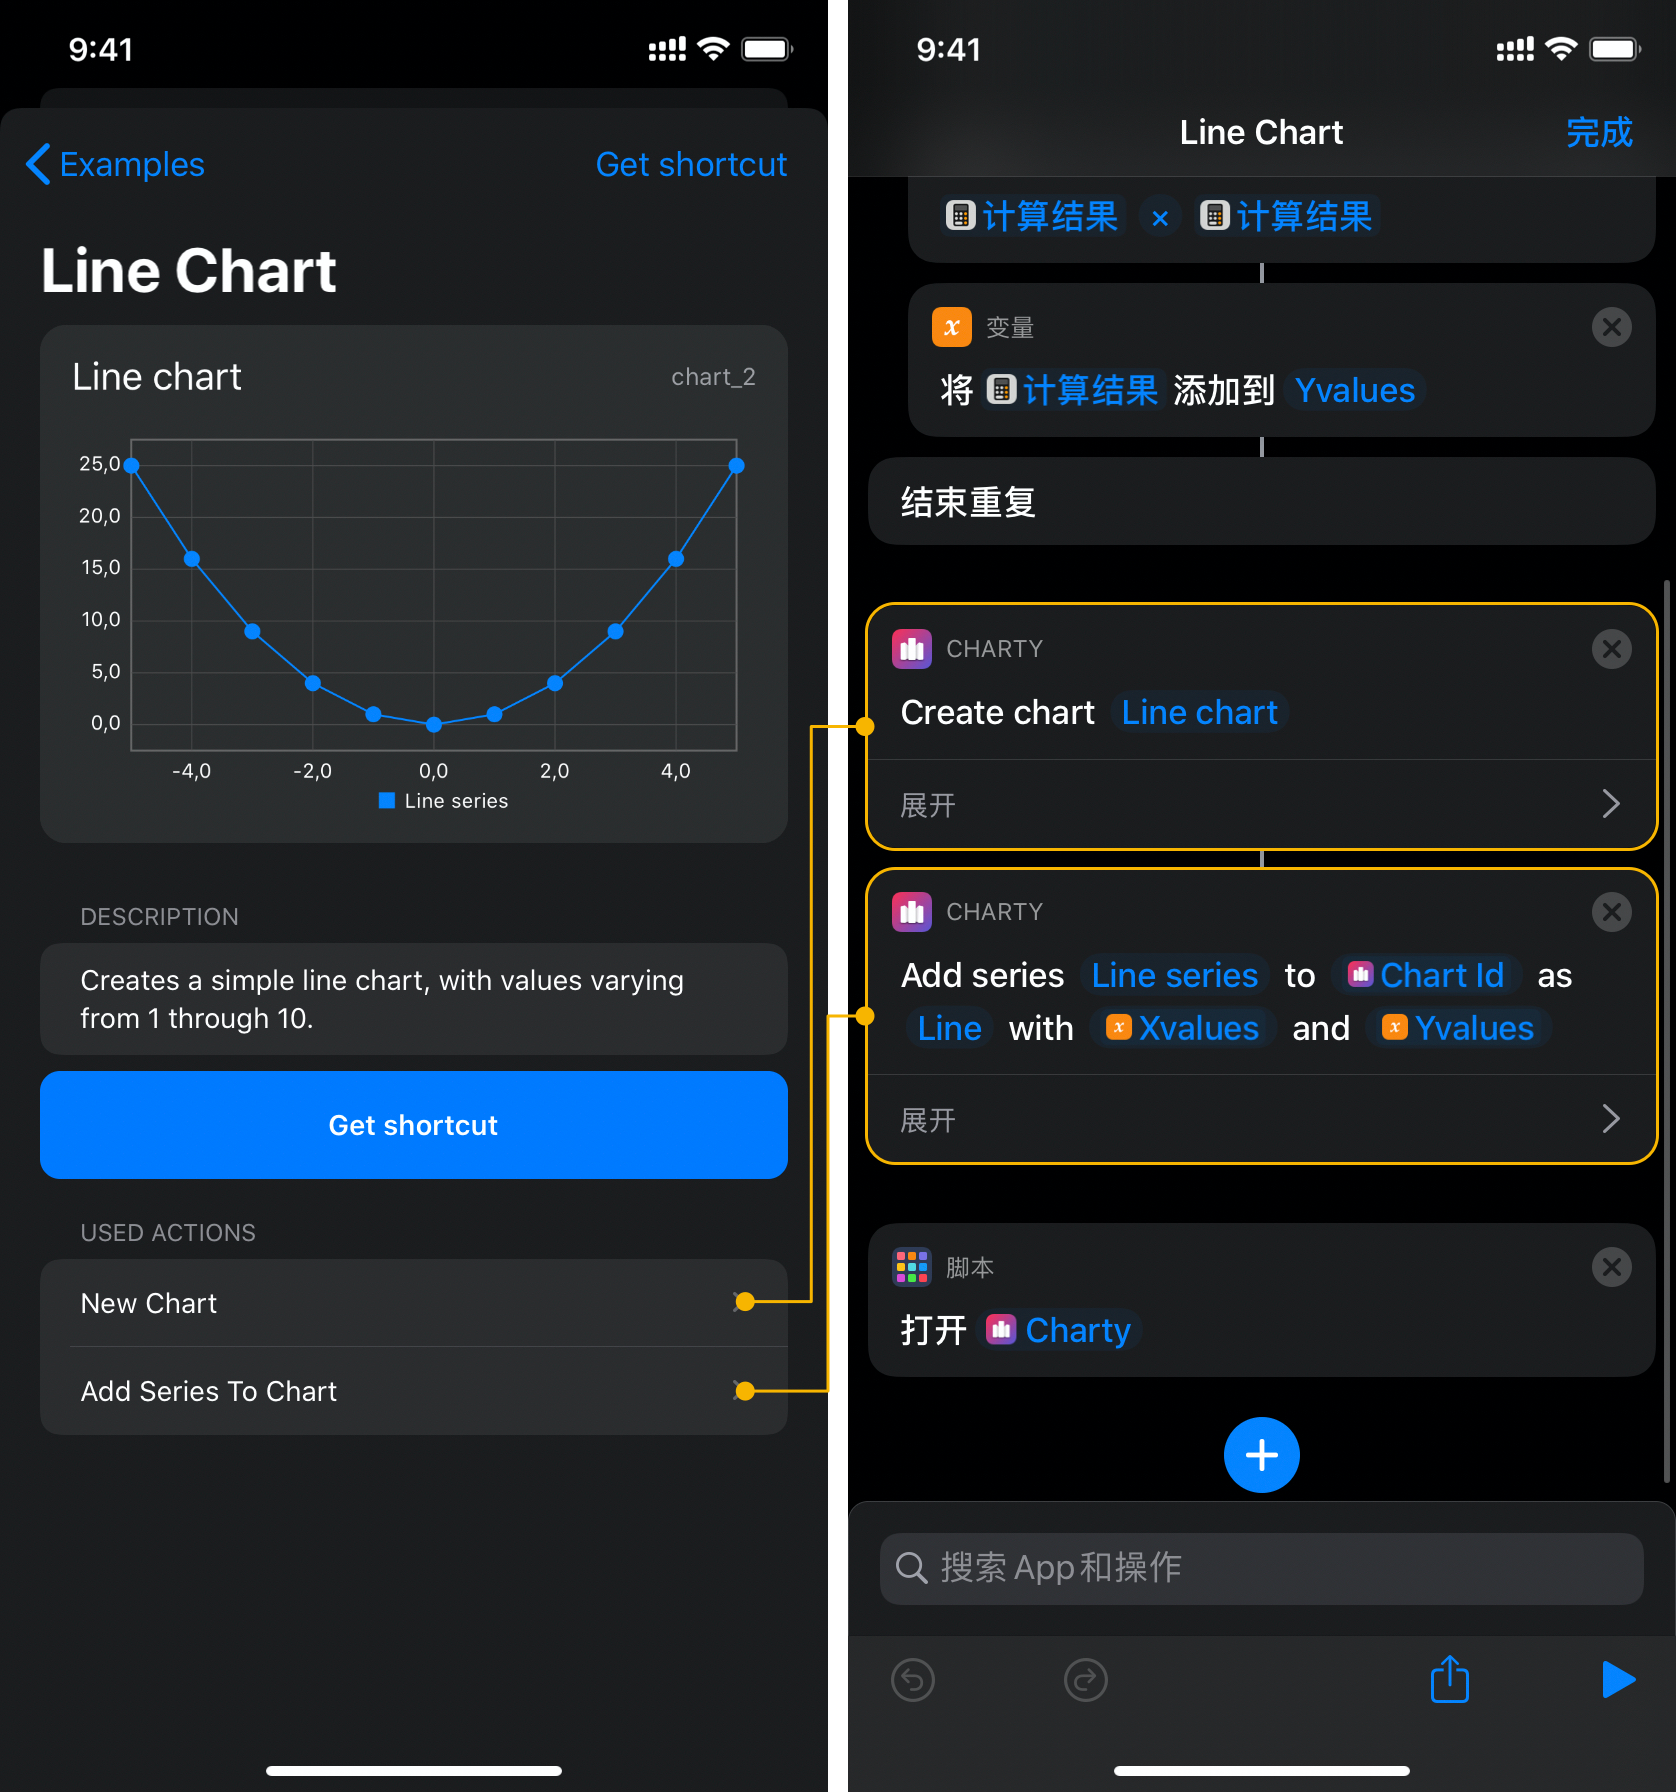 9:41
Examples
Get shortcut
Line Chart
Line chart
chart_2
25,0
20,0
15,0
10,0
5,0
0,0
-4,0
-2,0
0,0
2,0
4,0
Line series
DESCRIPTION
Creates a simple line chart, with values varying
from 1 through 10.
Get shortcut
USED ACTIONS
New Chart
Add Series To Chart
9:41
Line Chart
完成
计算结果 × 计算结果
变量
将 计算结果 添加到 Yvalues
结束重复
CHARTY
Create chart Line chart
展开
CHARTY
Add series Line series to Chart Id as
Line with Xvalues and Yvalues
展开
脚本
打开 Charty
搜索 App 和操作